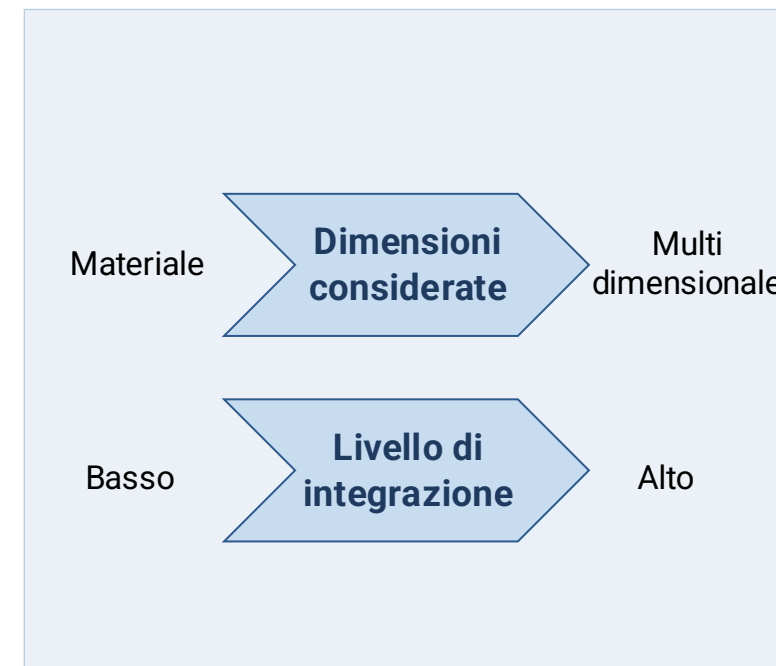 Materiale
Dimensioni
considerate
Multi
dimensionale
Basso
Livello di
integrazione
Alto